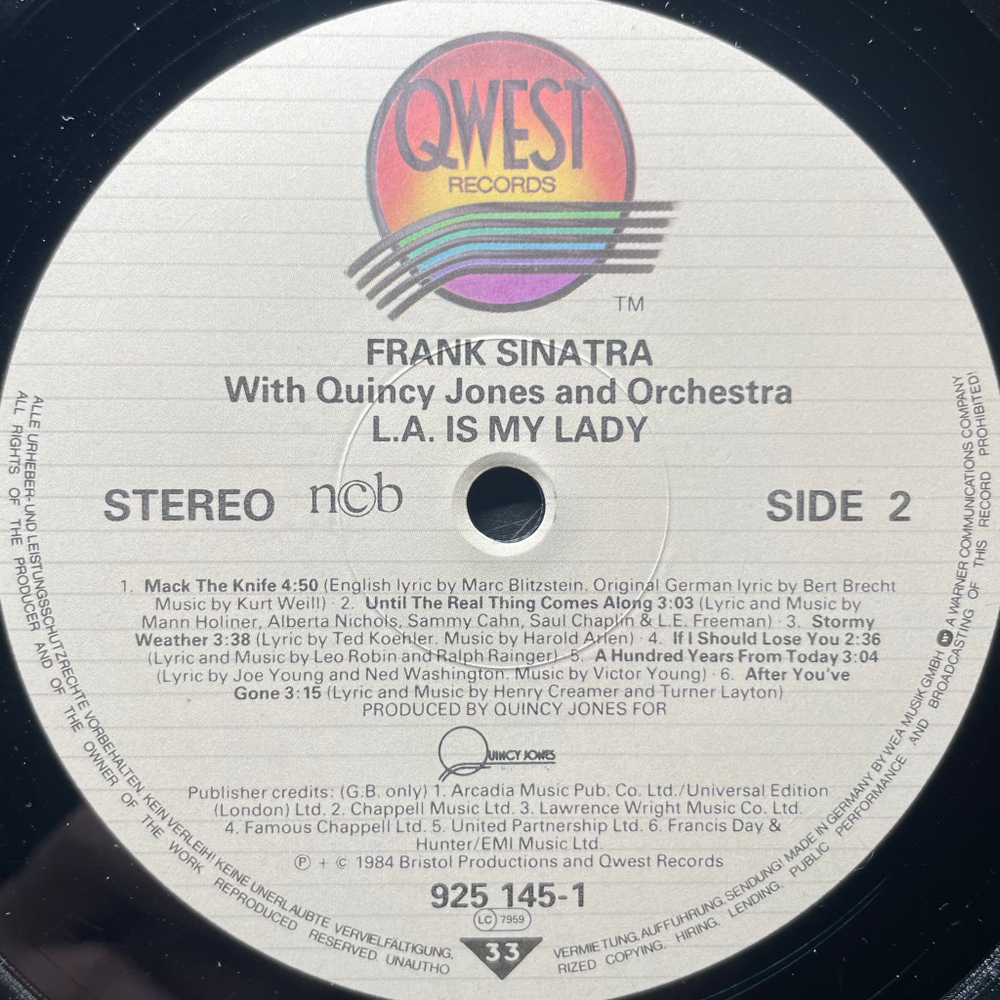 QWEST
RECORDS
TM
FRANK SINATRA
With Quincy Jones and Orchestra
L.A. IS MY LADY
STEREO ncb SIDE 2
1. Mack The Knife 4:50 (English lyric by Marc Blitzstein. Original German lyric by Bert Brecht
Music by Kurt Weill) · 2. Until The Real Thing Comes Along 3:03 (Lyric and Music by
Mann Holiner, Alberta Nichols, Sammy Cahn, Saul Chaplin & L.E. Freeman) · 3. Stormy
Weather 3:38 (Lyric by Ted Koehler. Music by Harold Arlen) · 4. If I Should Lose You 2:36
(Lyric and Music by Leo Robin and Ralph Rainger) · 5. A Hundred Years From Today 3:04
(Lyric by Joe Young and Ned Washington. Music by Victor Young) · 6. After You've
Gone 3:15 (Lyric and Music by Henry Creamer and Turner Layton)
PRODUCED BY QUINCY JONES FOR
QUINCY JONES
Publisher credits: (G.B. only) 1. Arcadia Music Pub. Co. Ltd./Universal Edition
(London) Ltd. 2. Chappell Music Ltd. 3. Lawrence Wright Music Co. Ltd.
4. Famous Chappell Ltd. 5. United Partnership Ltd. 6. Francis Day &
Hunter/EMI Music Ltd.
℗ + © 1984 Bristol Productions and Qwest Records
925 145-1
LC 7959
33
ALLE URHEBER- UND LEISTUNGSSCHUTZRECHTE VORBEHALTEN. KEIN VERLEIH! KEINE UNERLAUBTE VERVIELFÄLTIGUNG, VERMIETUNG, AUFFÜHRUNG, SENDUNG! MADE IN GERMANY BY WEA MUSIK GMBH A WARNER COMMUNICATIONS COMPANY
ALL RIGHTS OF THE PRODUCER AND OF THE OWNER OF THE WORK REPRODUCED RESERVED. UNAUTHORIZED COPYING, HIRING, LENDING, PUBLIC PERFORMANCE AND BROADCASTING OF THIS RECORD PROHIBITED!